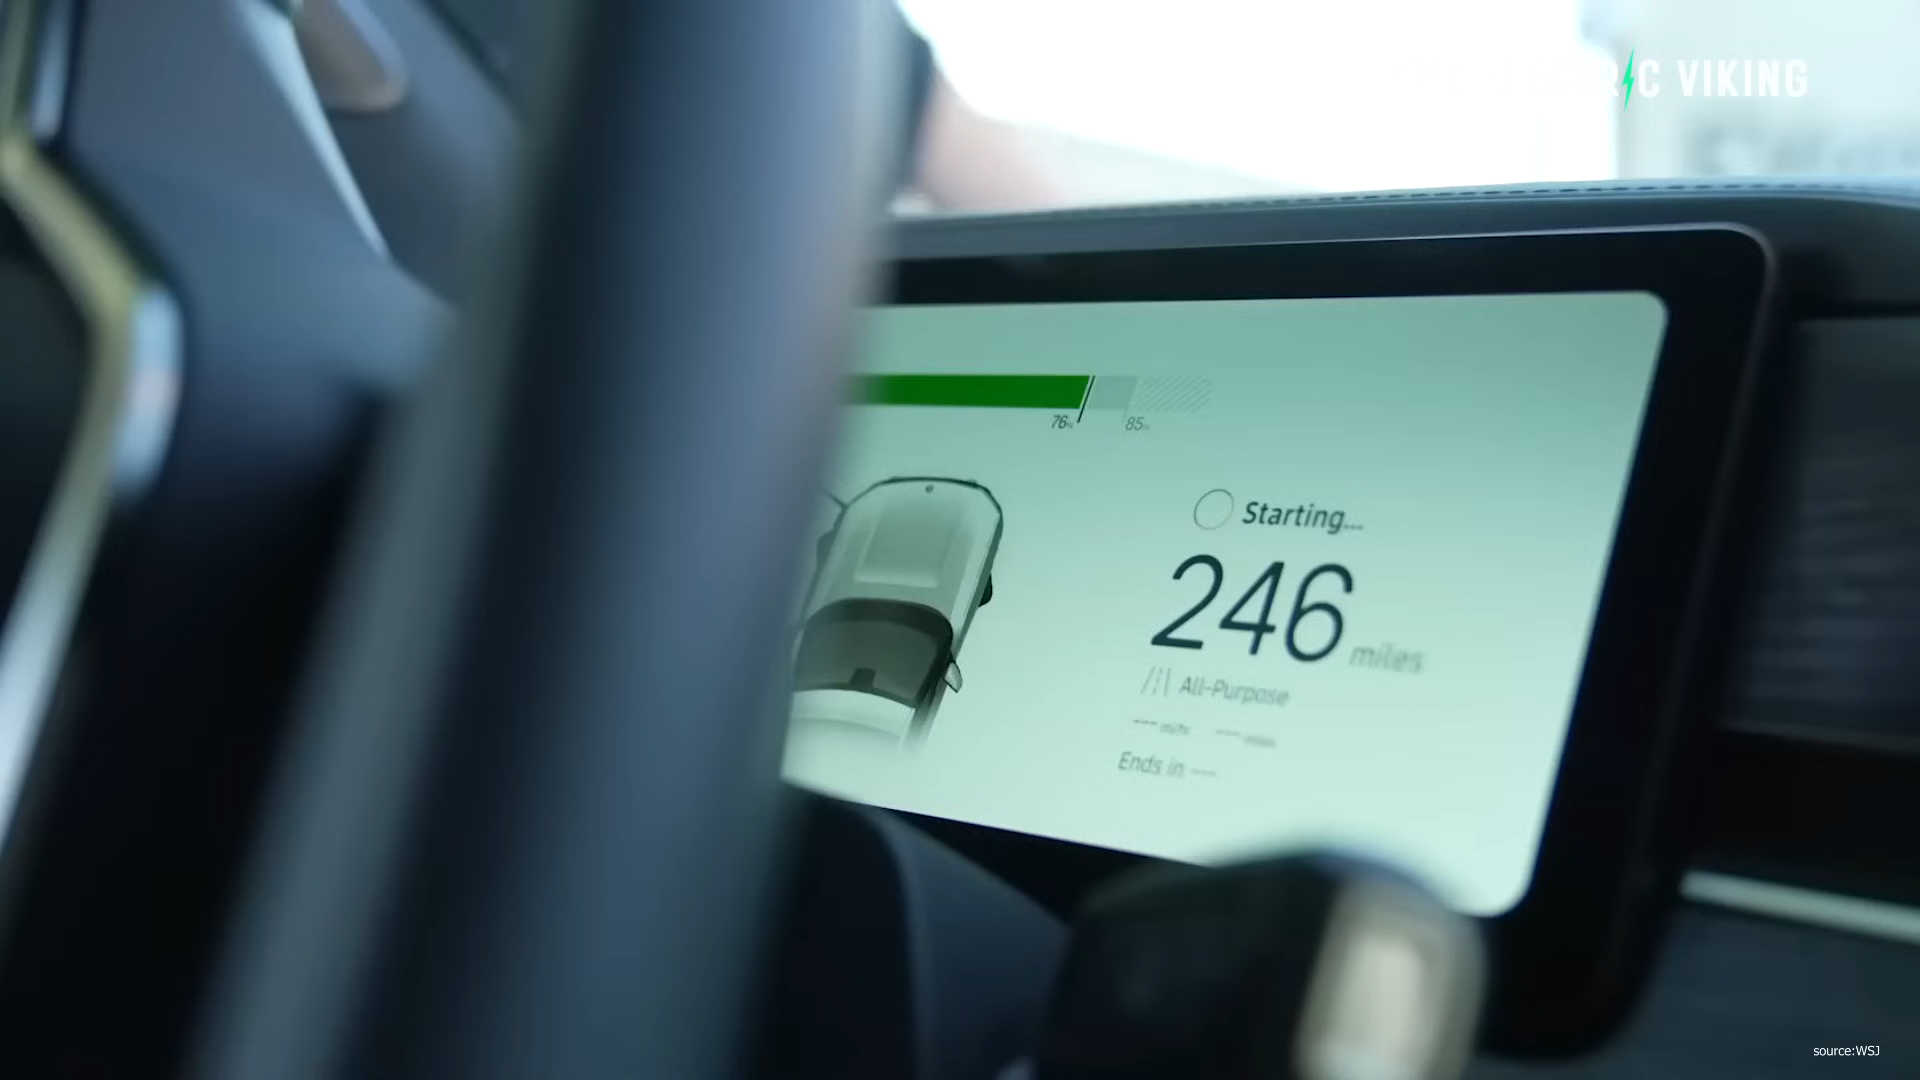 R⚡C VIKING
76%
85%
Starting...
246 miles
All-Purpose
Ends in ---
source:WSJ